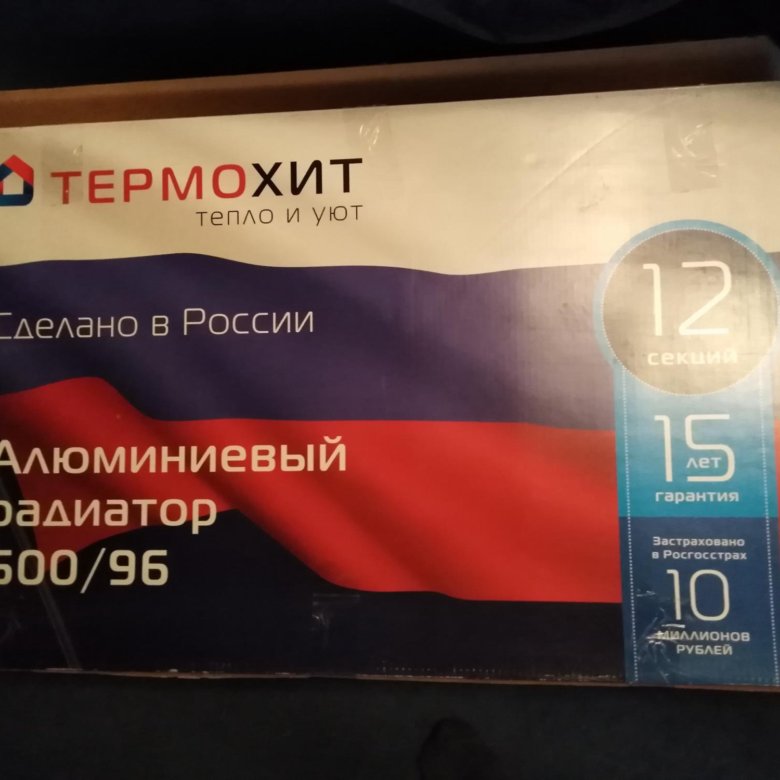 ТЕРМОХИТ
тепло и уют
Сделано в России
Алюминиевый
радиатор
500/96
12
секций
15
лет
гарантия
Застраховано
в Росгосстрах
10
миллионов
рублей